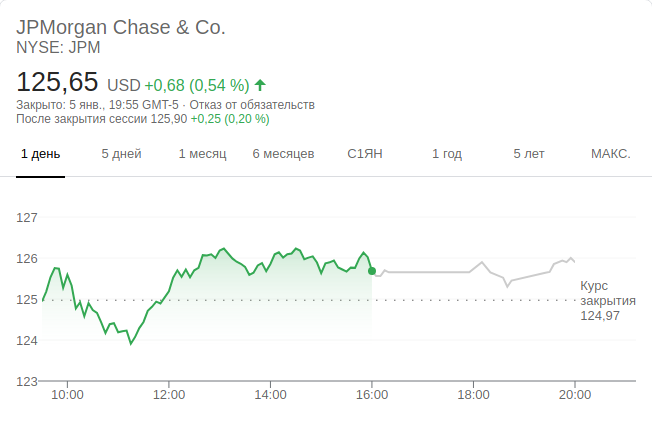 JPMorgan Chase & Co.
NYSE: JPM
125,65 USD +0,68 (0,54 %)
Закрыто: 5 янв., 19:55 GMT-5 · Отказ от обязательств
После закрытия сессии 125,90 +0,25 (0,20 %)
1 день 5 дней 1 месяц 6 месяцев С1ЯН 1 год 5 лет МАКС.
127
126
125
124
123
Курс
закрытия
124,97
10:00 12:00 14:00 16:00 18:00 20:00